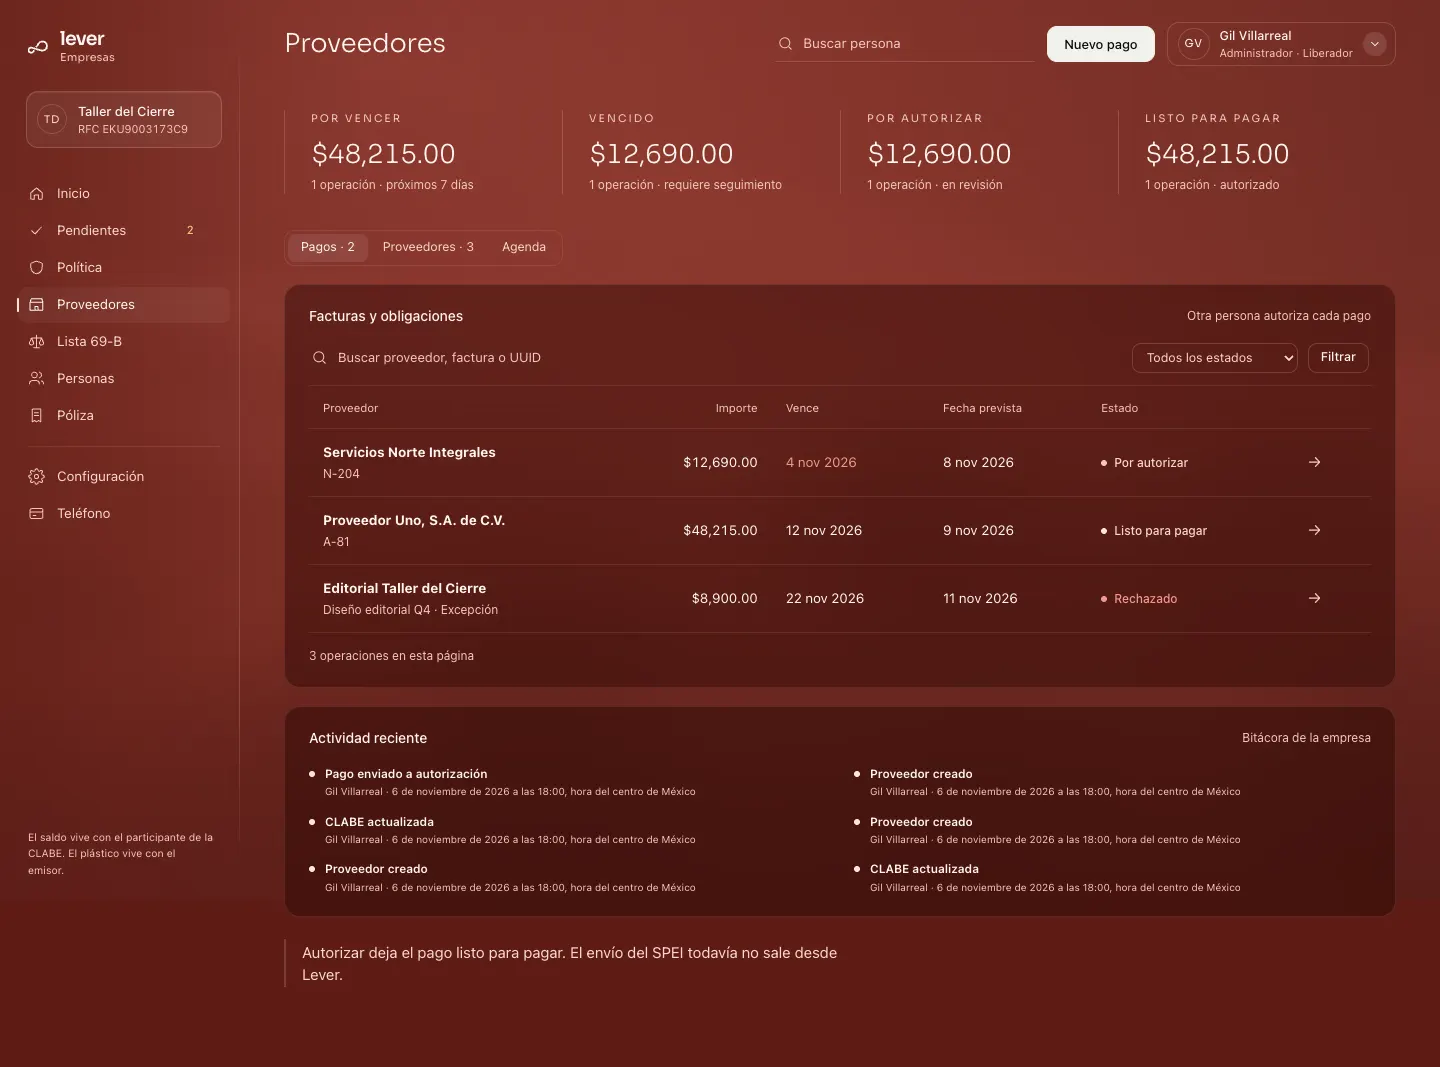 lever
Empresas
TD
Taller del Cierre
RFC EKU9003173C9
Inicio
Pendientes 2
Política
Proveedores
Lista 69-B
Personas
Póliza
Configuración
Teléfono
El saldo vive con el participante de la
CLABE. El plástico vive con el
emisor.
Proveedores
Buscar persona
Nuevo pago
GV
Gil Villarreal
Administrador · Liberador
POR VENCER
$48,215.00
1 operación · próximos 7 días
VENCIDO
$12,690.00
1 operación · requiere seguimiento
POR AUTORIZAR
$12,690.00
1 operación · en revisión
LISTO PARA PAGAR
$48,215.00
1 operación · autorizado
Pagos · 2 Proveedores · 3 Agenda
Facturas y obligaciones
Otra persona autoriza cada pago
Buscar proveedor, factura o UUID
Todos los estados
Filtrar
Proveedor Importe Vence Fecha prevista Estado
Servicios Norte Integrales
N-204
$12,690.00 4 nov 2026 8 nov 2026 Por autorizar
Proveedor Uno, S.A. de C.V.
A-81
$48,215.00 12 nov 2026 9 nov 2026 Listo para pagar
Editorial Taller del Cierre
Diseño editorial Q4 · Excepción
$8,900.00 22 nov 2026 11 nov 2026 Rechazado
3 operaciones en esta página
Actividad reciente
Bitácora de la empresa
Pago enviado a autorización
Gil Villarreal · 6 de noviembre de 2026 a las 18:00, hora del centro de México
CLABE actualizada
Gil Villarreal · 6 de noviembre de 2026 a las 18:00, hora del centro de México
Proveedor creado
Gil Villarreal · 6 de noviembre de 2026 a las 18:00, hora del centro de México
Proveedor creado
Gil Villarreal · 6 de noviembre de 2026 a las 18:00, hora del centro de México
Proveedor creado
Gil Villarreal · 6 de noviembre de 2026 a las 18:00, hora del centro de México
CLABE actualizada
Gil Villarreal · 6 de noviembre de 2026 a las 18:00, hora del centro de México
Autorizar deja el pago listo para pagar. El envío del SPEI todavía no sale desde
Lever.